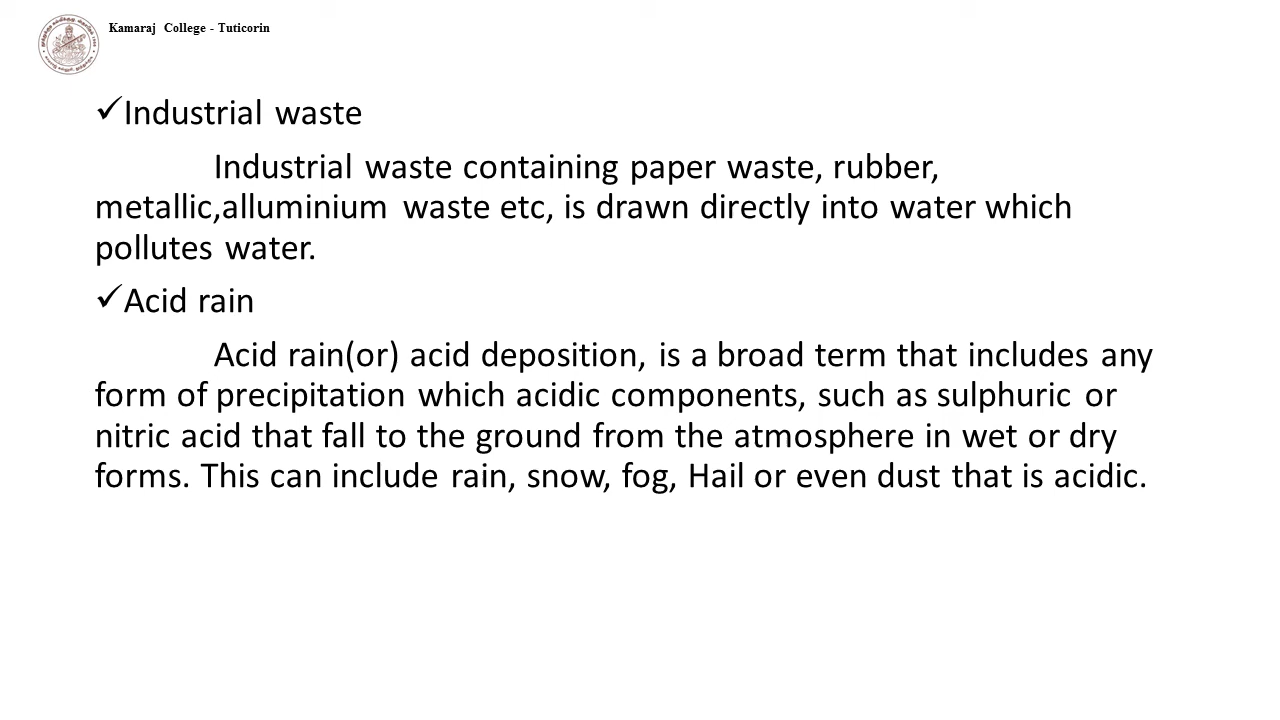 Kamaraj College - Tuticorin
✓Industrial waste
Industrial waste containing paper waste, rubber,
metallic,alluminium waste etc, is drawn directly into water which
pollutes water.
✓Acid rain
Acid rain(or) acid deposition, is a broad term that includes any
form of precipitation which acidic components, such as sulphuric or
nitric acid that fall to the ground from the atmosphere in wet or dry
forms. This can include rain, snow, fog, Hail or even dust that is acidic.